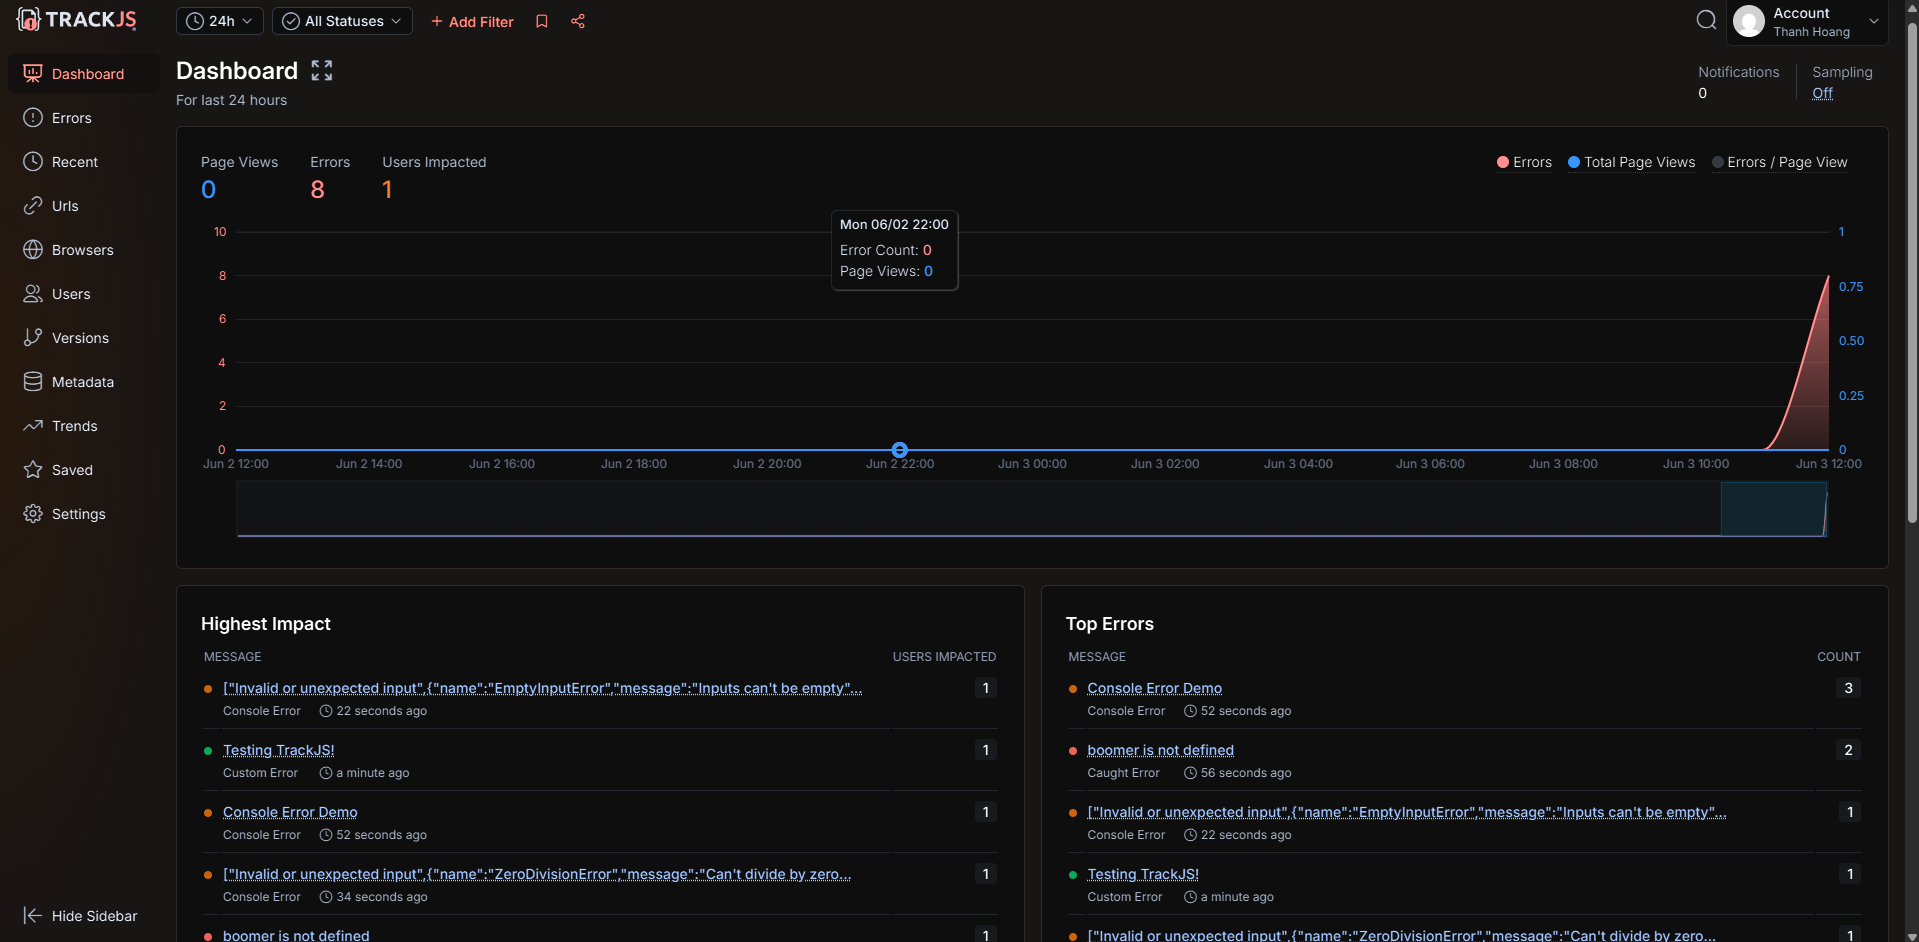 TRACKJS
24h
All Statuses
+ Add Filter
Account
Thanh Hoang
Dashboard
Errors
Recent
Urls
Browsers
Users
Versions
Metadata
Trends
Saved
Settings
Hide Sidebar
Dashboard
For last 24 hours
Notifications
0
Sampling
Off
Page Views
0
Errors
8
Users Impacted
1
Errors
Total Page Views
Errors / Page View
Mon 06/02 22:00
Error Count: 0
Page Views: 0
10
8
6
4
2
0
1
0.75
0.50
0.25
0
Jun 2 12:00
Jun 2 14:00
Jun 2 16:00
Jun 2 18:00
Jun 2 20:00
Jun 2 22:00
Jun 3 00:00
Jun 3 02:00
Jun 3 04:00
Jun 3 06:00
Jun 3 08:00
Jun 3 10:00
Jun 3 12:00
Highest Impact
MESSAGE USERS IMPACTED
["Invalid or unexpected input",{"name":"EmptyInputError","message":"Inputs can't be empty"... 1
Console Error 22 seconds ago
Testing TrackJS! 1
Custom Error a minute ago
Console Error Demo 1
Console Error 52 seconds ago
["Invalid or unexpected input",{"name":"ZeroDivisionError","message":"Can't divide by zero... 1
Console Error 34 seconds ago
boomer is not defined 1
Top Errors
MESSAGE COUNT
Console Error Demo 3
Console Error 52 seconds ago
boomer is not defined 2
Caught Error 56 seconds ago
["Invalid or unexpected input",{"name":"EmptyInputError","message":"Inputs can't be empty"... 1
Console Error 22 seconds ago
Testing TrackJS! 1
Custom Error a minute ago
["Invalid or unexpected input",{"name":"ZeroDivisionError","message":"Can't divide by zero... 1